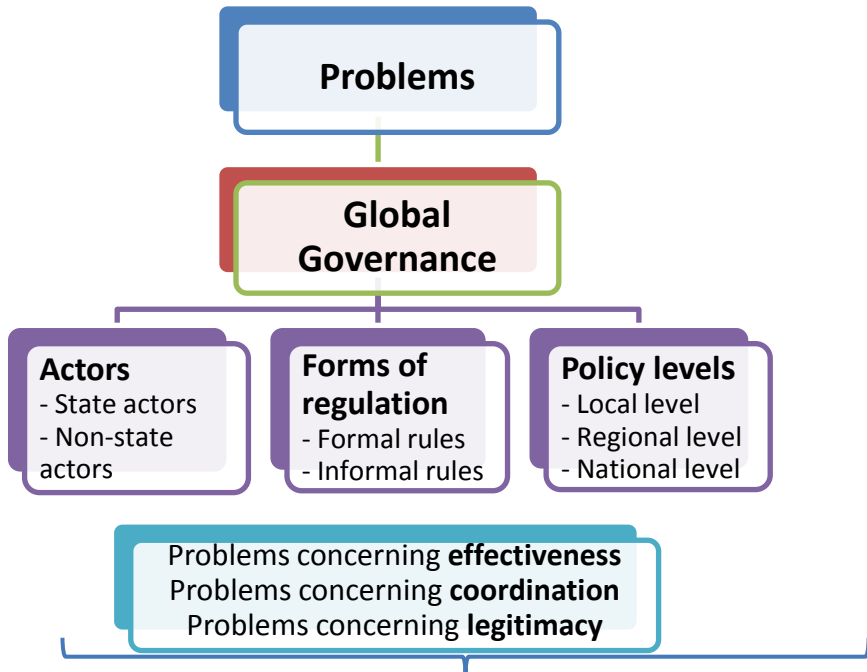 Problems
Global
Governance
Actors
- State actors
- Non-state
actors
Forms of
regulation
- Formal rules
- Informal rules
Policy levels
- Local level
- Regional level
- National level
Problems concerning effectiveness
Problems concerning coordination
Problems concerning legitimacy